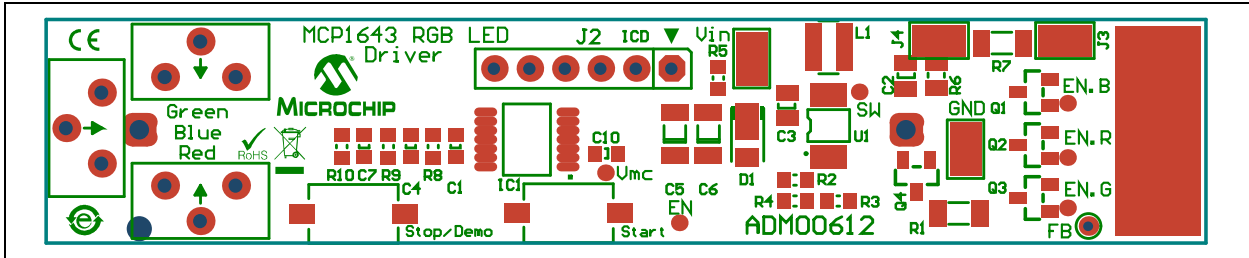 CE
MCP1643 RGB LED
Driver
MICROCHIP
Green
Blue
Red
RoHS
J2 ICD
Vin
R5
L1
J4
J3
R7
C2
R6
EN.B
Q1
SW
GND
C3
U1
Q2
EN.R
C10
Vmc
R10 C7 R9 R8
C4 C1
IC1
D1
R2
C5 C6
R4 R3
Q4
Q3
EN.G
EN
Stop/Demo
Start
ADM00612
R1
FB
e